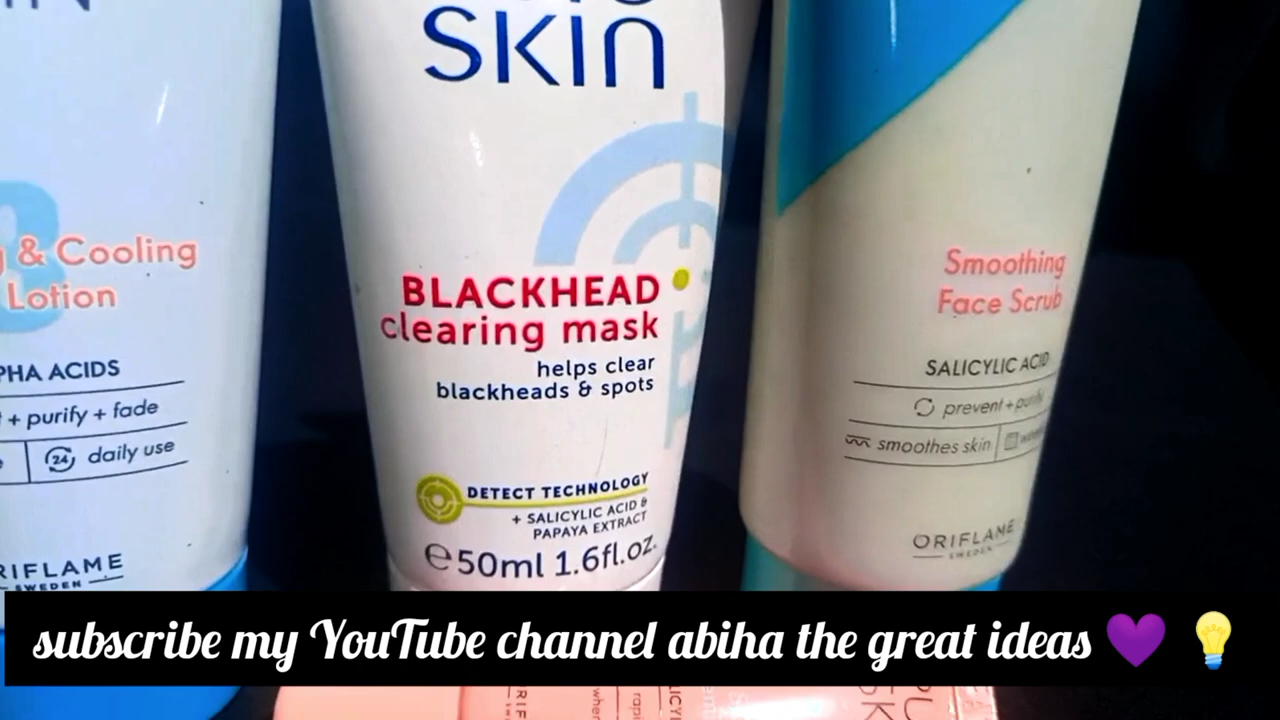 SKIN
BLACKHEAD
clearing mask
helps clear
blackheads & spots
DETECT TECHNOLOGY
+ SALICYLIC ACID &
PAPAYA EXTRACT
℮50ml 1.6fl.oz.
& Cooling
Lotion
ACIDS
+ purify + fade
24 daily use
ORIFLAME
SWEDEN
Smoothing
Face Scrub
SALICYLIC ACID
prevent + purify
smoothes skin
ORIFLAME
SWEDEN
subscribe my YouTube channel abiha the great ideas 💜 💡